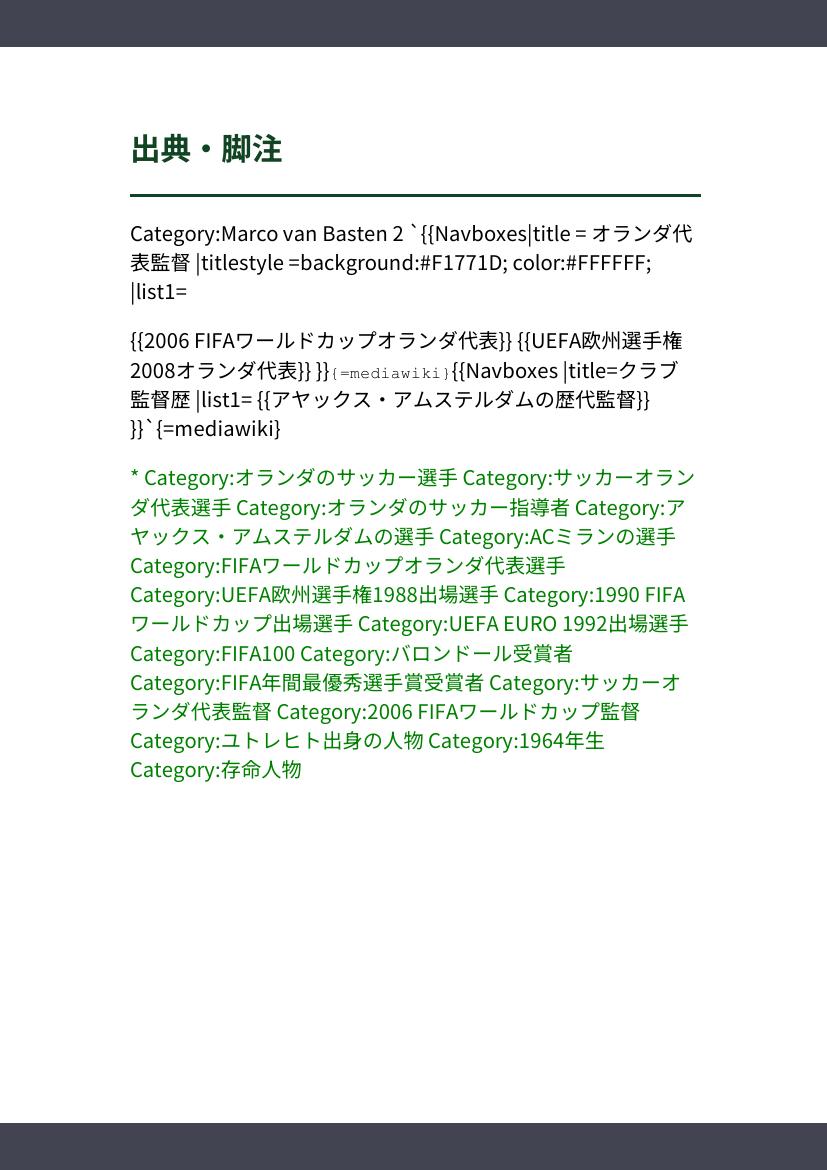 出典・脚注
Category:Marco van Basten 2 `{{Navboxes|title = オランダ代
表監督 |titlestyle =background:#F1771D; color:#FFFFFF;
|list1=
{{2006 FIFAワールドカップオランダ代表}} {{UEFA欧州選手権
2008オランダ代表}} }}{=mediawiki}{{Navboxes |title=クラブ
監督歴 |list1= {{アヤックス・アムステルダムの歴代監督}}
}}`{=mediawiki}
* Category:オランダのサッカー選手 Category:サッカーオラン
ダ代表選手 Category:オランダのサッカー指導者 Category:ア
ヤックス・アムステルダムの選手 Category:ACミランの選手
Category:FIFAワールドカップオランダ代表選手
Category:UEFA欧州選手権1988出場選手 Category:1990 FIFA
ワールドカップ出場選手 Category:UEFA EURO 1992出場選手
Category:FIFA100 Category:バロンドール受賞者
Category:FIFA年間最優秀選手賞受賞者 Category:サッカーオ
ランダ代表監督 Category:2006 FIFAワールドカップ監督
Category:ユトレヒト出身の人物 Category:1964年生
Category:存命人物